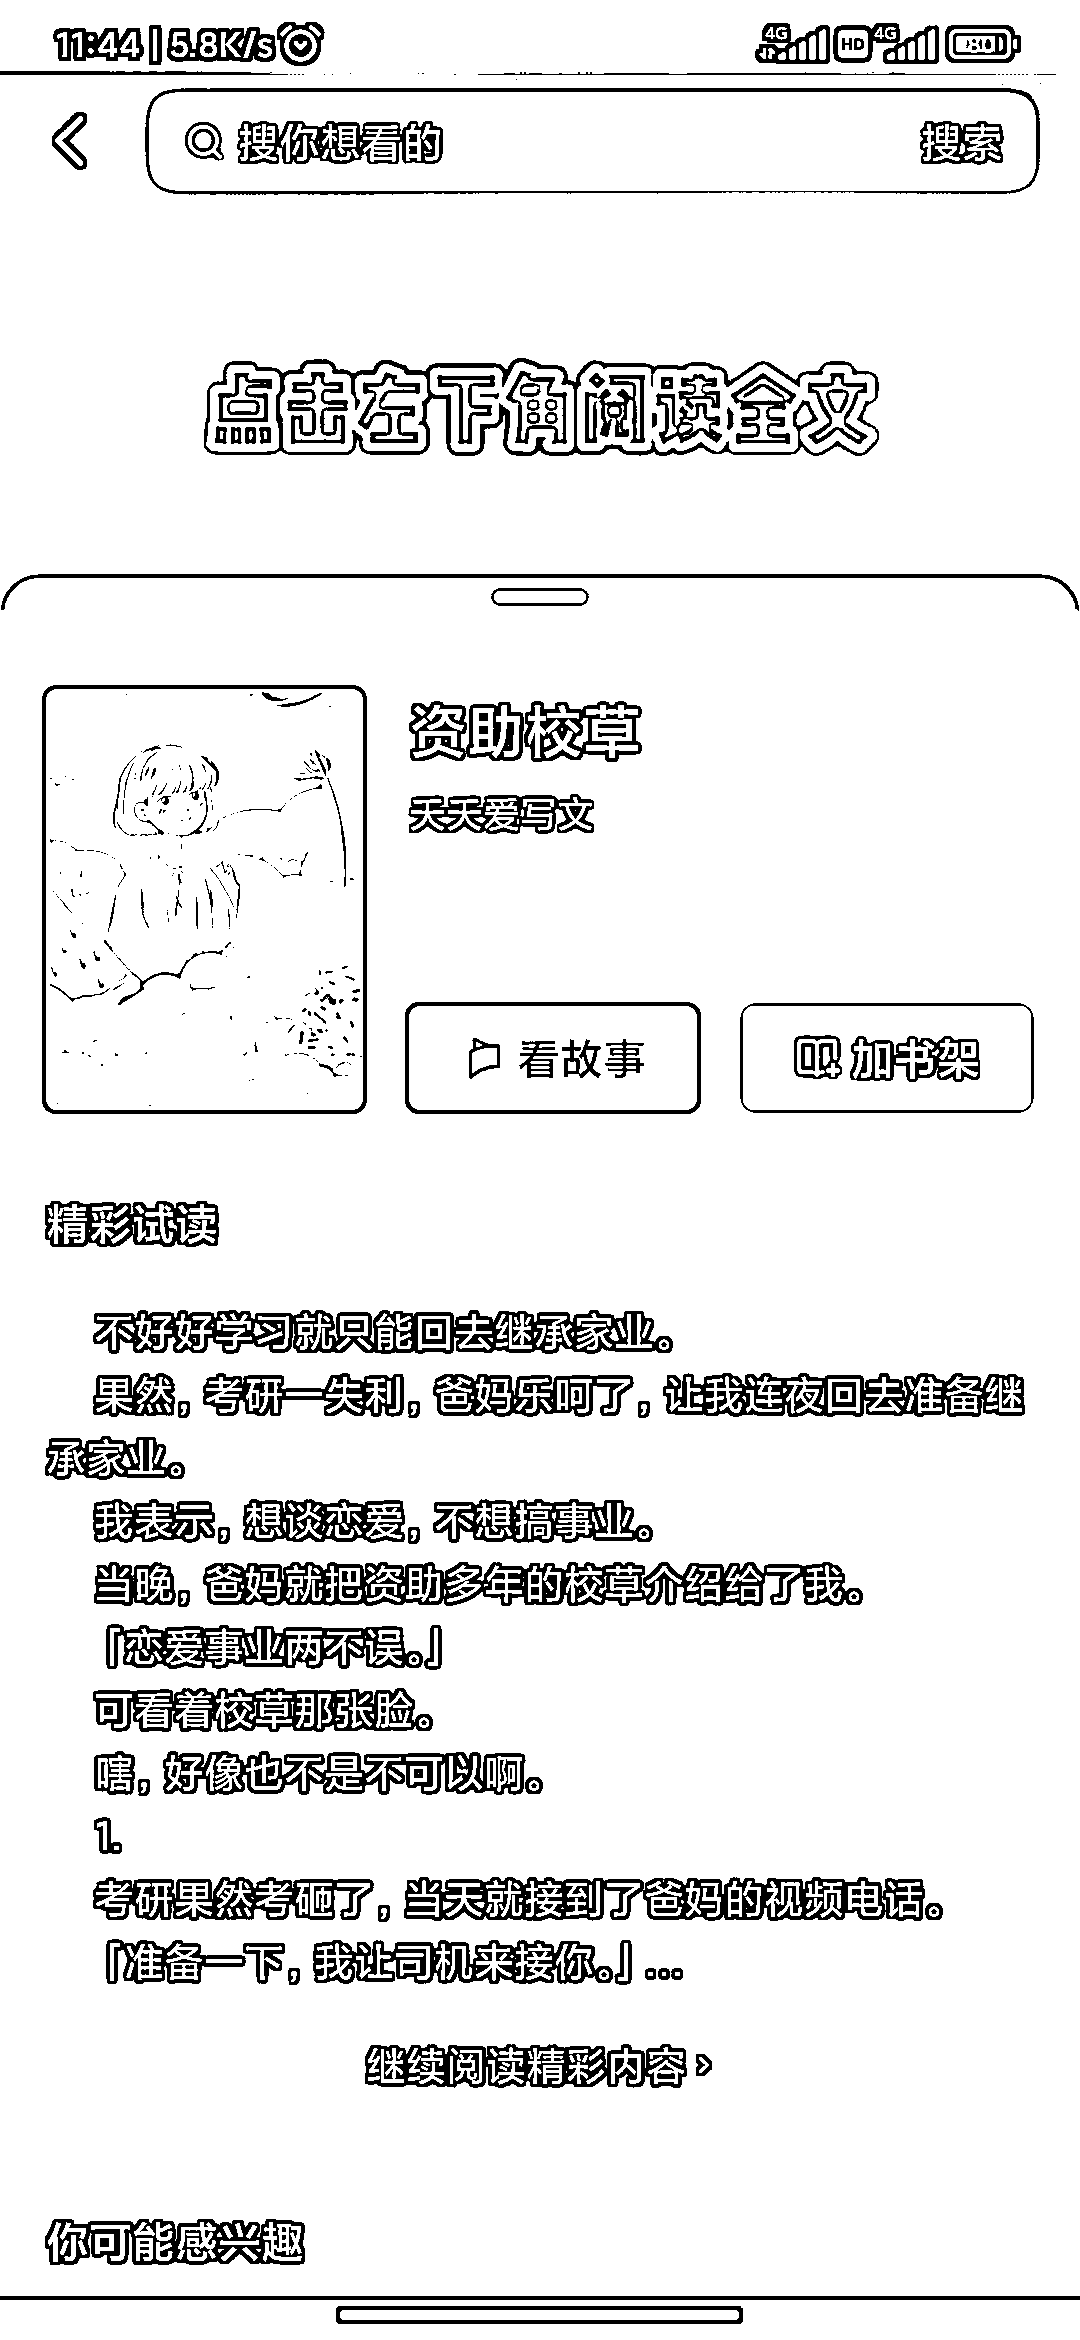 11:44 | 5.8K/s 4G HD 4G
搜你想看的 搜索
点击左下角阅读全文
资助校草
夭夭爱写文
看故事 加书架
精彩试读
不好好学习就只能回去继承家业。
果然，考研一失利，爸妈乐呵了，让我连夜回去准备继
承家业。
我表示，想谈恋爱，不想搞事业。
当晚，爸妈就把资助多年的校草介绍给了我。
「恋爱事业两不误。」
可看着校草那张脸。
嗐，好像也不是不可以啊。
1.
考研果然考砸了，当天就接到了爸妈的视频电话。
「准备一下，我让司机来接你。」...
继续阅读精彩内容 >
你可能感兴趣